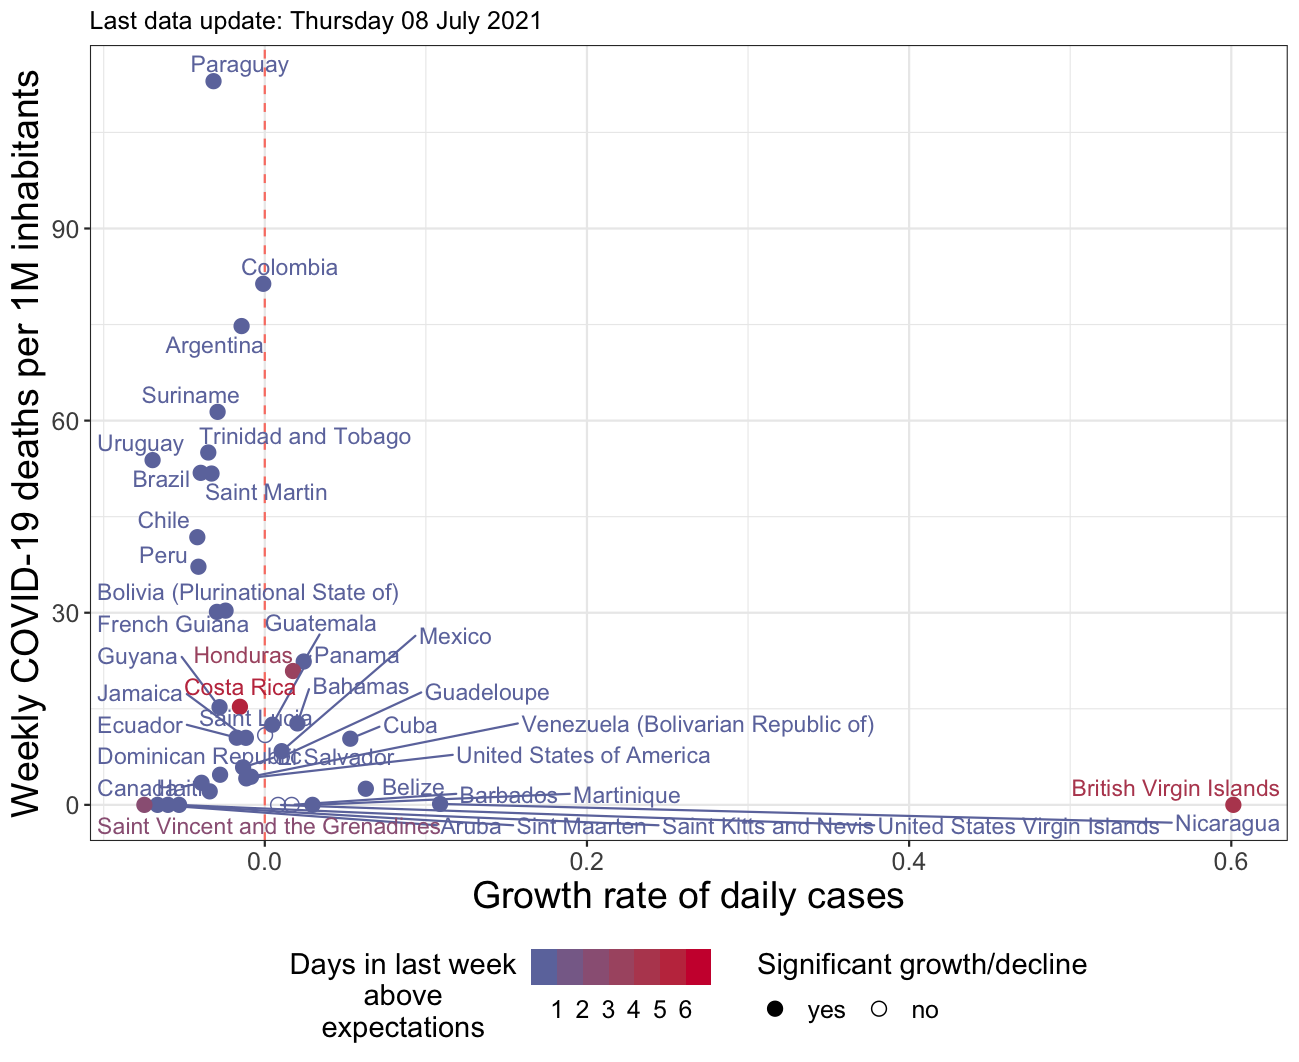 Last data update: Thursday 08 July 2021
Weekly COVID-19 deaths per 1M inhabitants
90
60
30
0
Paraguay
Colombia
Argentina
Suriname
Trinidad and Tobago
Uruguay
Brazil
Saint Martin
Chile
Peru
Bolivia (Plurinational State of)
French Guiana
Guatemala
Mexico
Guyana
Honduras
Panama
Jamaica
Costa Rica
Bahamas
Guadeloupe
Ecuador
Saint Lucia
Cuba
Venezuela (Bolivarian Republic of)
Dominican Republic
El Salvador
United States of America
Canada
Haiti
Belize
Barbados
Martinique
British Virgin Islands
Saint Vincent and the Grenadines
Aruba
Sint Maarten
Saint Kitts and Nevis
United States Virgin Islands
Nicaragua
0.0
0.2
0.4
0.6
Growth rate of daily cases
Days in last week
above
expectations
1 2 3 4 5 6
Significant growth/decline
yes
no